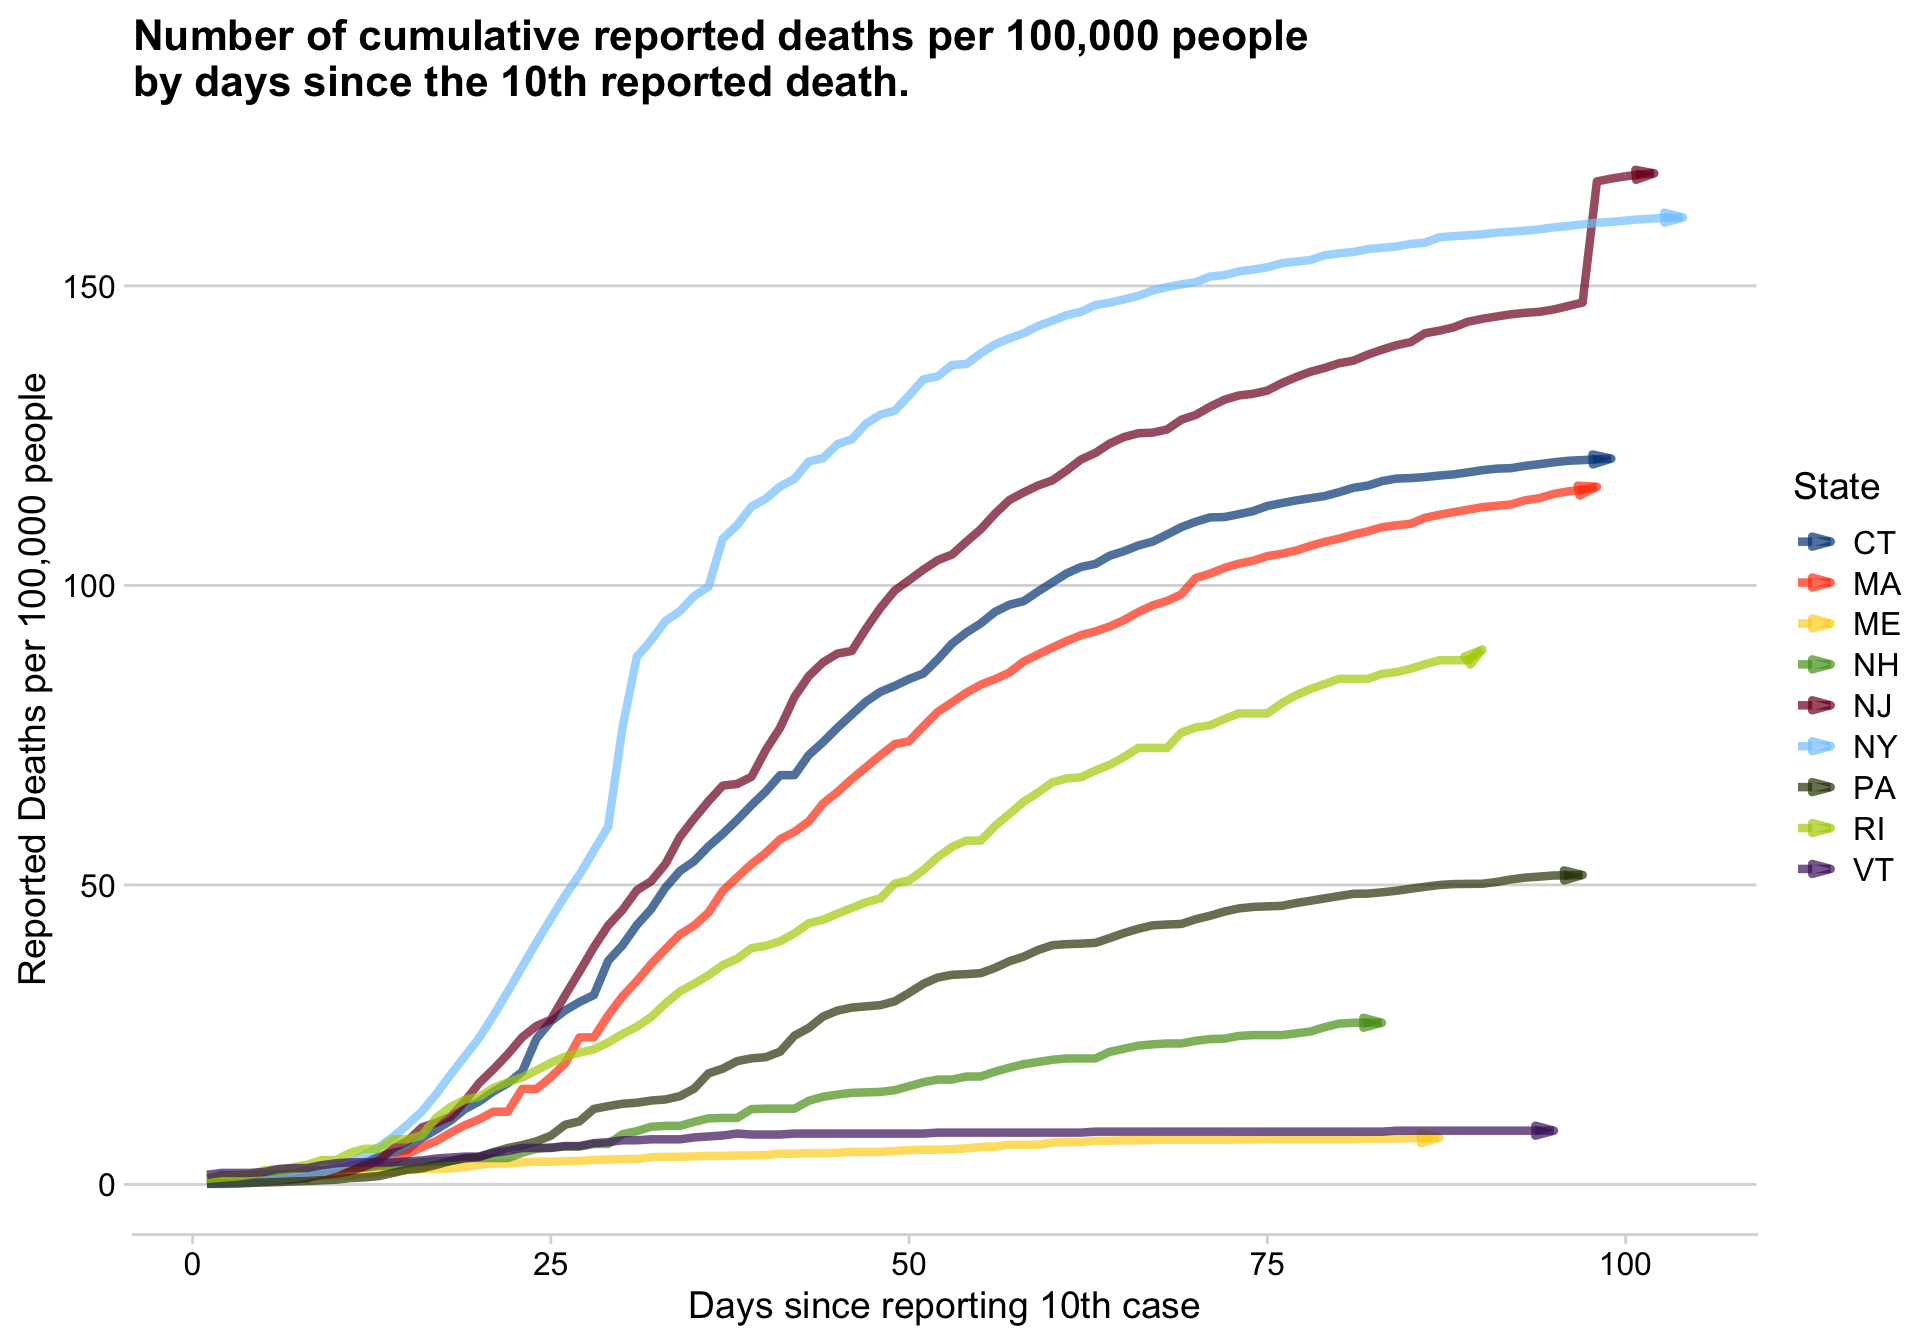 Number of cumulative reported deaths per 100,000 people
by days since the 10th reported death.
Reported Deaths per 100,000 people
150
100
50
0
0
25
50
75
100
Days since reporting 10th case
State
CT
MA
ME
NH
NJ
NY
PA
RI
VT